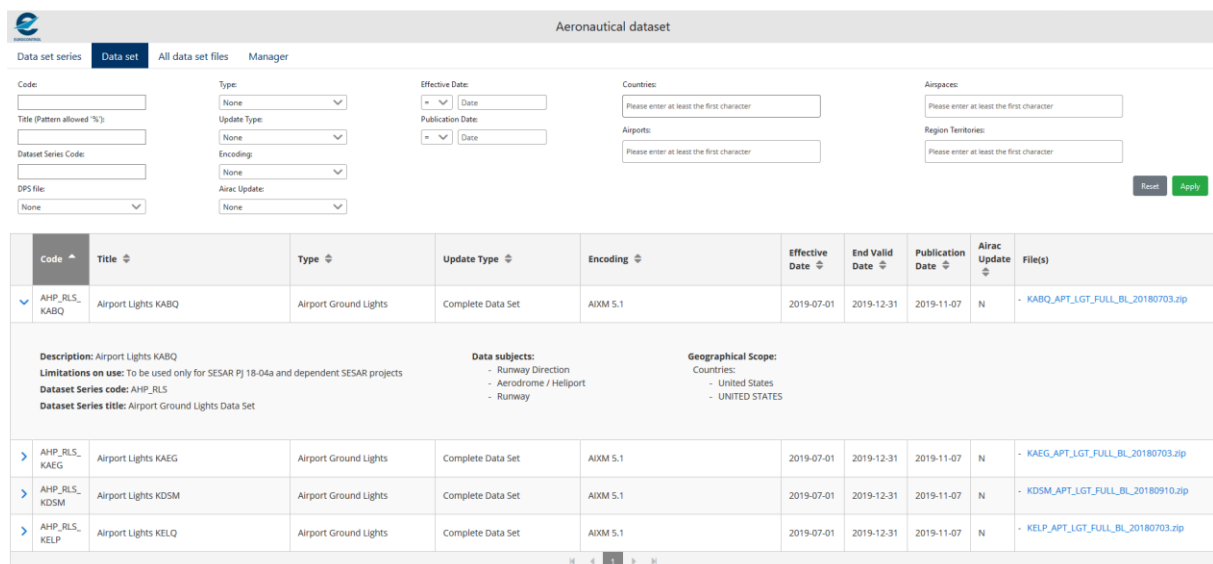 EUROCONTROL
Aeronautical dataset
Data set series Data set All data set files Manager
Code: Type: Effective Date: Countries: Airspaces:
None = Date Please enter at least the first character Please enter at least the first character
Title (Pattern allowed '%'): Update Type: Publication Date: Airports: Region Territories:
None = Date Please enter at least the first character Please enter at least the first character
Dataset Series Code: Encoding:
None
DPS file: Airac Update:
None None
Reset Apply
Code Title Type Update Type Encoding Effective Date End Valid Date Publication Date Airac Update File(s)
AHP_RLS_KABQ Airport Lights KABQ Airport Ground Lights Complete Data Set AIXM 5.1 2019-07-01 2019-12-31 2019-11-07 N - KABQ_APT_LGT_FULL_BL_20180703.zip
Description: Airport Lights KABQ
Limitations on use: To be used only for SESAR PJ 18-04a and dependent SESAR projects
Dataset Series code: AHP_RLS
Dataset Series title: Airport Ground Lights Data Set
Data subjects:
- Runway Direction
- Aerodrome / Heliport
- Runway
Geographical Scope:
Countries:
- United States
- UNITED STATES
AHP_RLS_KAEG Airport Lights KAEG Airport Ground Lights Complete Data Set AIXM 5.1 2019-07-01 2019-12-31 2019-11-07 N - KAEG_APT_LGT_FULL_BL_20180703.zip
AHP_RLS_KDSM Airport Lights KDSM Airport Ground Lights Complete Data Set AIXM 5.1 2019-07-01 2019-12-31 2019-11-07 N - KDSM_APT_LGT_FULL_BL_20180910.zip
AHP_RLS_KELP Airport Lights KELQ Airport Ground Lights Complete Data Set AIXM 5.1 2019-07-01 2019-12-31 2019-11-07 N - KELP_APT_LGT_FULL_BL_20180703.zip
1